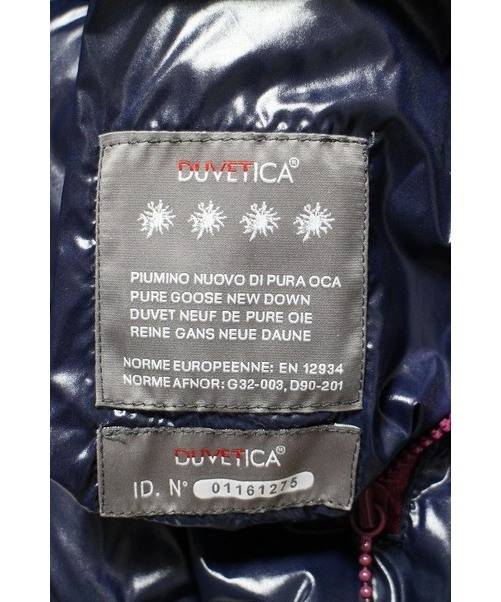 DUVETICA®
PIUMINO NUOVO DI PURA OCA
PURE GOOSE NEW DOWN
DUVET NEUF DE PURE OIE
REINE GANS NEUE DAUNE
NORME EUROPEENNE: EN 12934
NORME AFNOR: G32-003, D90-201
DUVETICA®
ID. N° 01161275